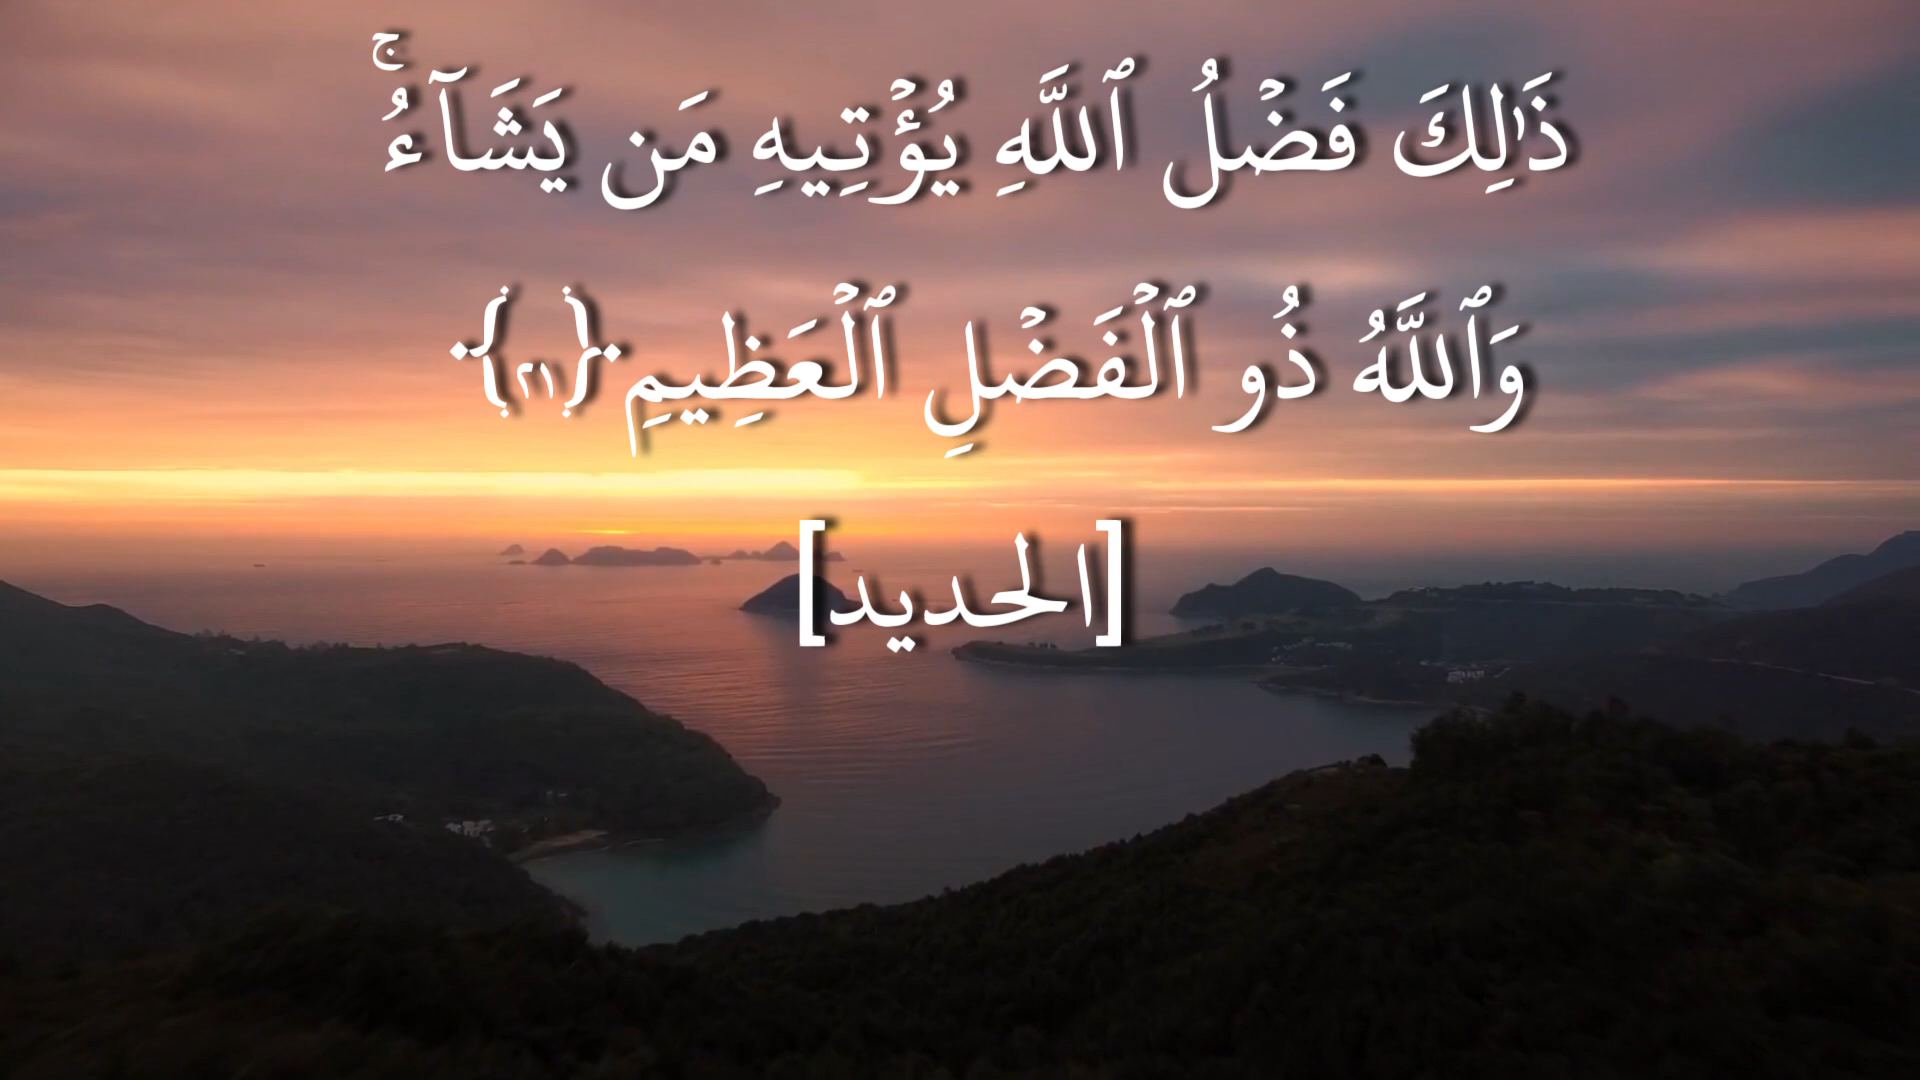 ذَٰلِكَ فَضۡلُ ٱللَّهِ يُؤۡتِيهِ مَن يَشَآءُۚ
وَٱللَّهُ ذُو ٱلۡفَضۡلِ ٱلۡعَظِيمِ ﴿٢١﴾
[الحديد]